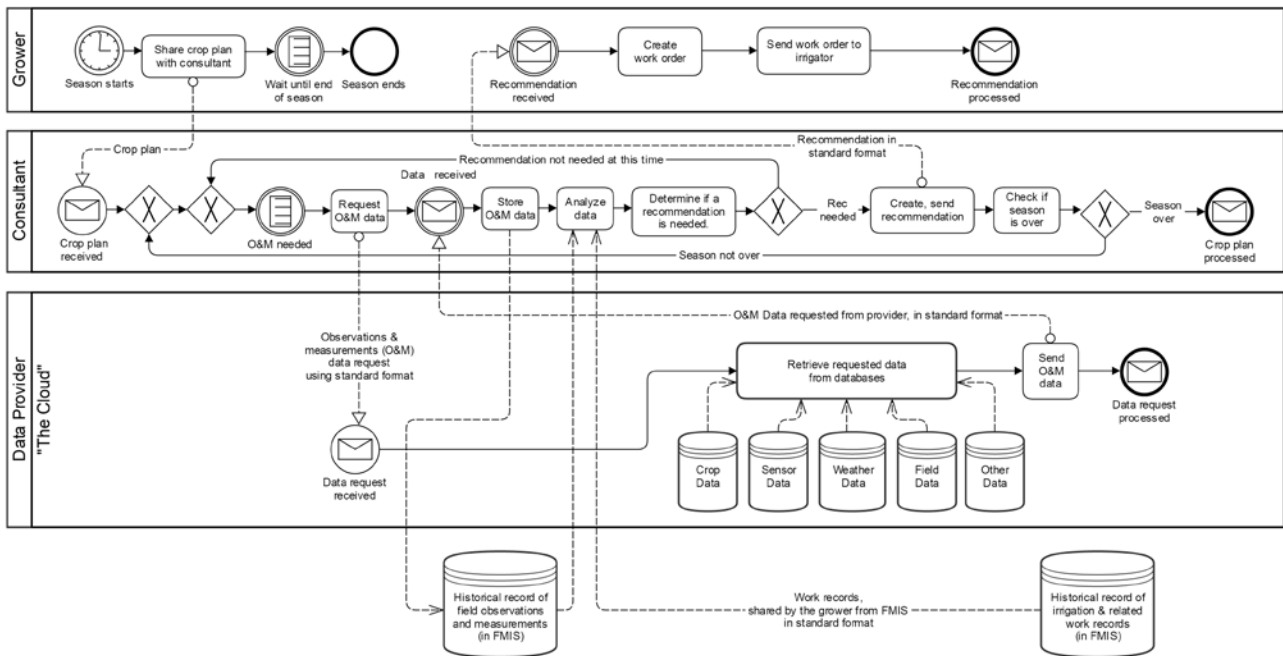 Grower
Season starts
Share crop plan
with consultant
Wait until end
of season
Season ends
Recommendation
received
Create
work order
Send work order to
irrigator
Recommendation
processed
Consultant
Crop plan
Recommendation not needed at this time
Recommendation in
standard format
Crop plan
received
X
X
O&M needed
Request
O&M data
Data received
Store
O&M data
Analyze
data
Determine if a
recommendation
is needed.
X
Rec
needed
Create, send
recommendation
Check if
season
is over
X
Season
over
Crop plan
processed
Season not over
Data Provider
"The Cloud"
Observations &
measurements (O&M)
data request
using standard format
Data request
received
O&M Data requested from provider, in standard format
Retrieve requested data
from databases
Send
O&M
data
Data request
processed
Crop
Data
Sensor
Data
Weather
Data
Field
Data
Other
Data
Historical record of
field observations
and measurements
(in FMIS)
Work records,
shared by the grower from FMIS
in standard format
Historical record of
irrigation & related
work records
(in FMIS)